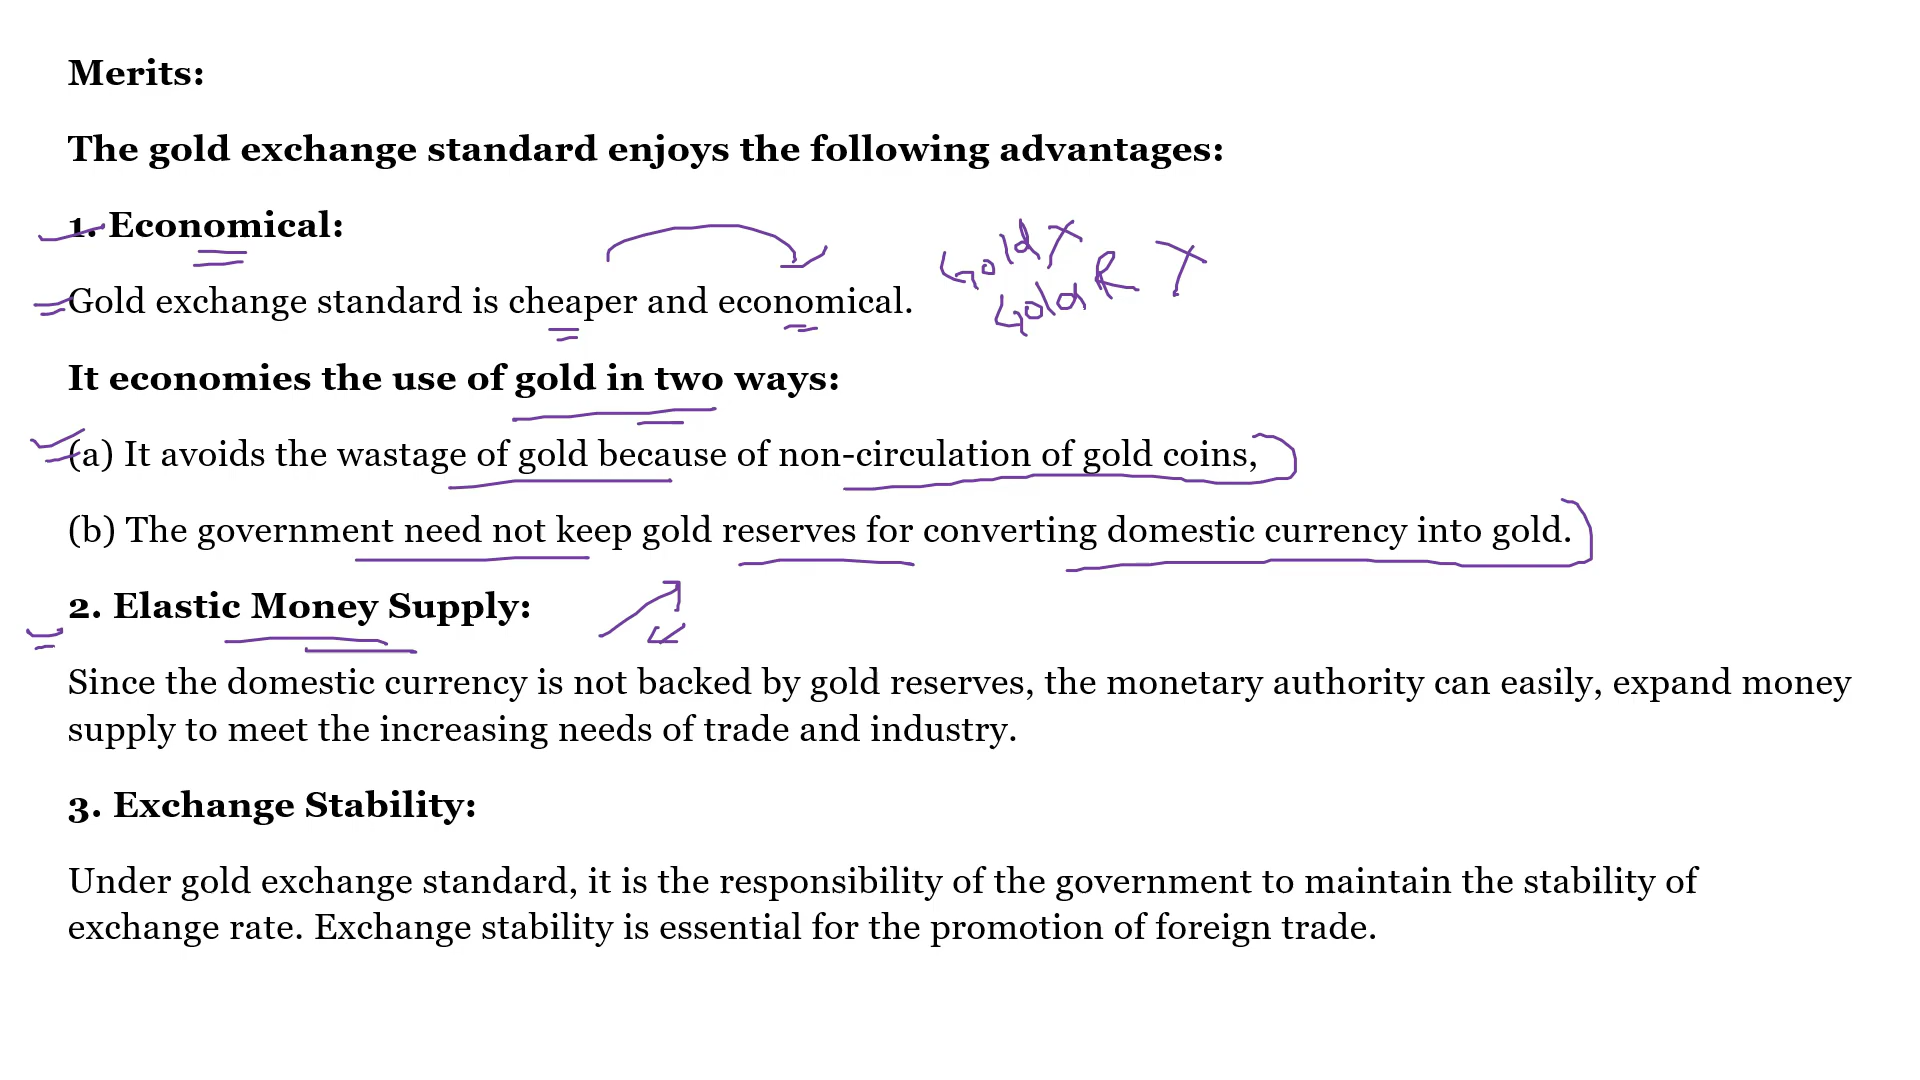 Merits:
The gold exchange standard enjoys the following advantages:
1. Economical:
Gold X
Gold R X
Gold exchange standard is cheaper and economical.
It economies the use of gold in two ways:
(a) It avoids the wastage of gold because of non-circulation of gold coins,
(b) The government need not keep gold reserves for converting domestic currency into gold.
2. Elastic Money Supply:
Since the domestic currency is not backed by gold reserves, the monetary authority can easily, expand money
supply to meet the increasing needs of trade and industry.
3. Exchange Stability:
Under gold exchange standard, it is the responsibility of the government to maintain the stability of
exchange rate. Exchange stability is essential for the promotion of foreign trade.